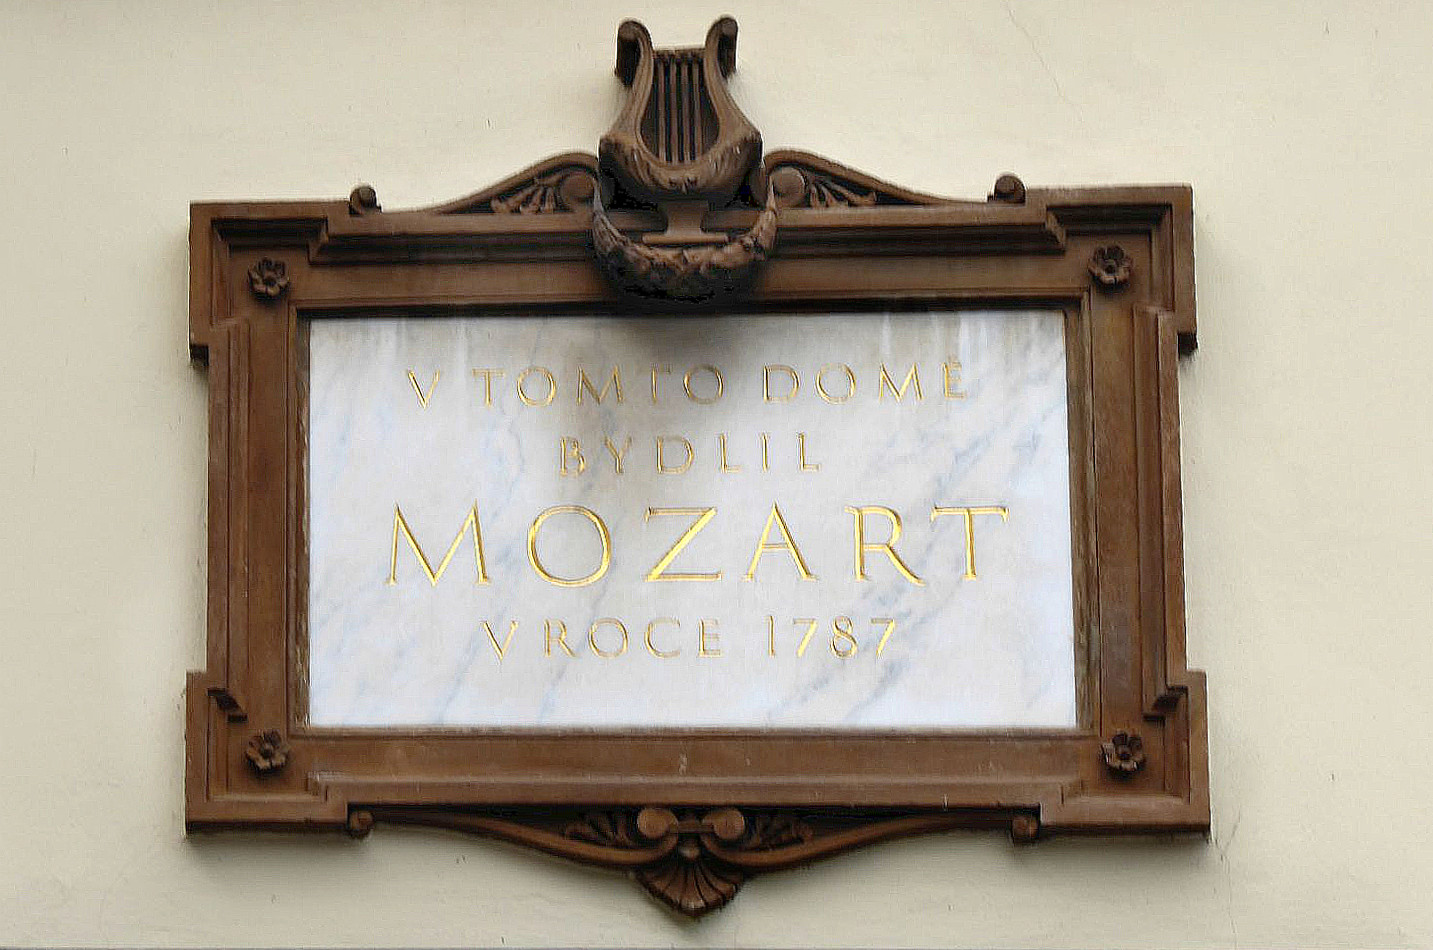 V TOMTO DOMĚ
BYDLIL
MOZART
V ROCE 1787